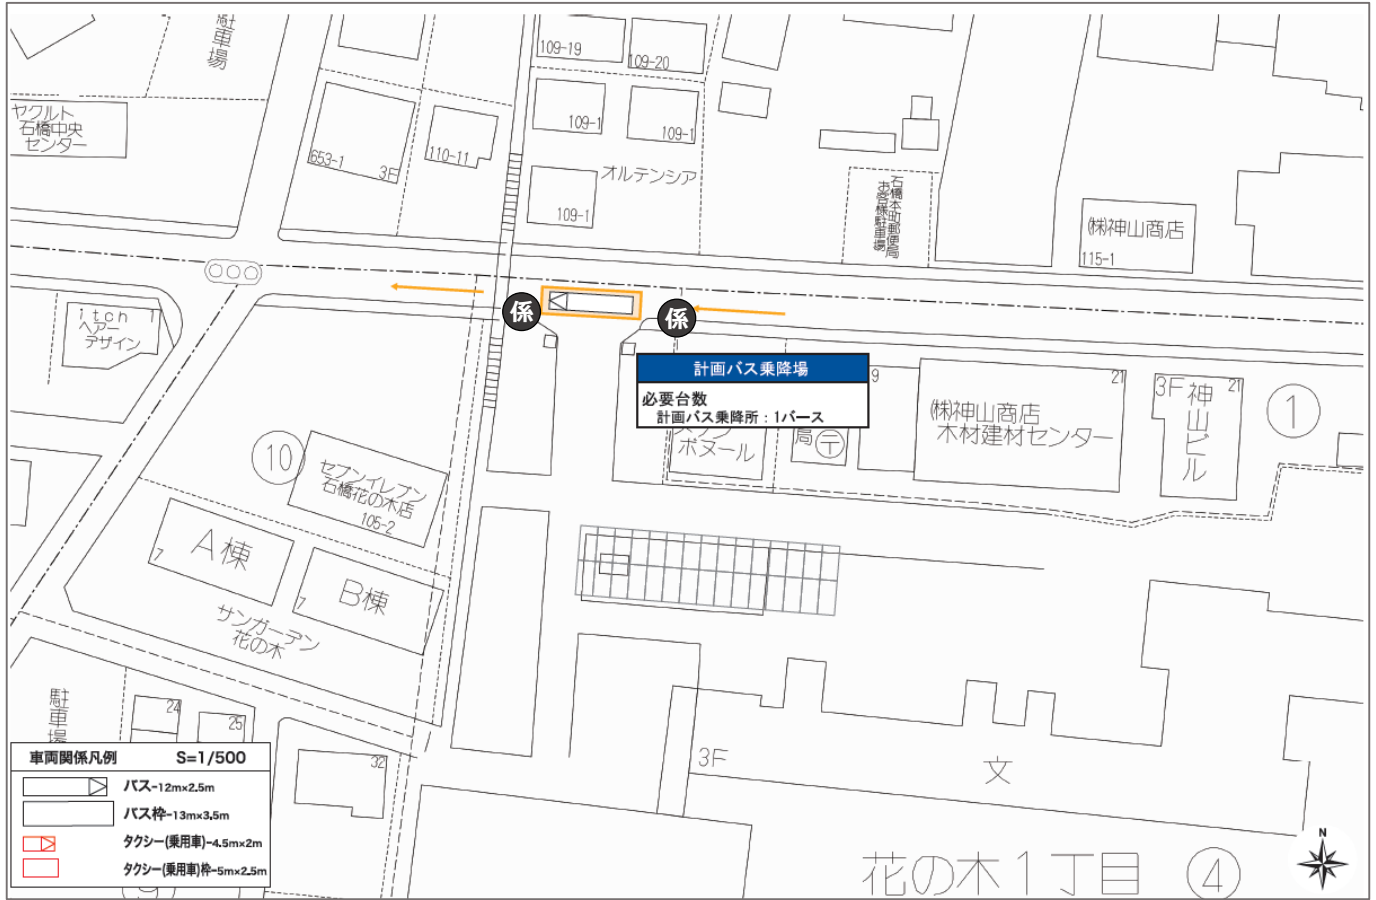 駐車場
ヤクルト
石橋中央
センター
653-1
3F
110-11
109-19
109-20
109-1
109-1
オルテンシア
109-1
石橋本町郵便局
お客様駐車場
㈱神山商店
115-1
itch 1
ヘアー
デザイン
係
係
計画バス乗降場
必要台数
計画バス乗降所：1バース
ポヌール
局
〒
9
㈱神山商店
木材建材センター
21
3F
神山ビル
21
①
⑩
セブンイレブン
石橋花の木店
105-2
A棟
7
B棟
7
サンガーデン
花の木
駐車場
24
25
32
3F
文
花の木1丁目
④
N
車両関係凡例
S=1/500
バス-12m×2.5m
バス枠-13m×3.5m
タクシー(乗用車)-4.5m×2m
タクシー(乗用車)枠-5m×2.5m